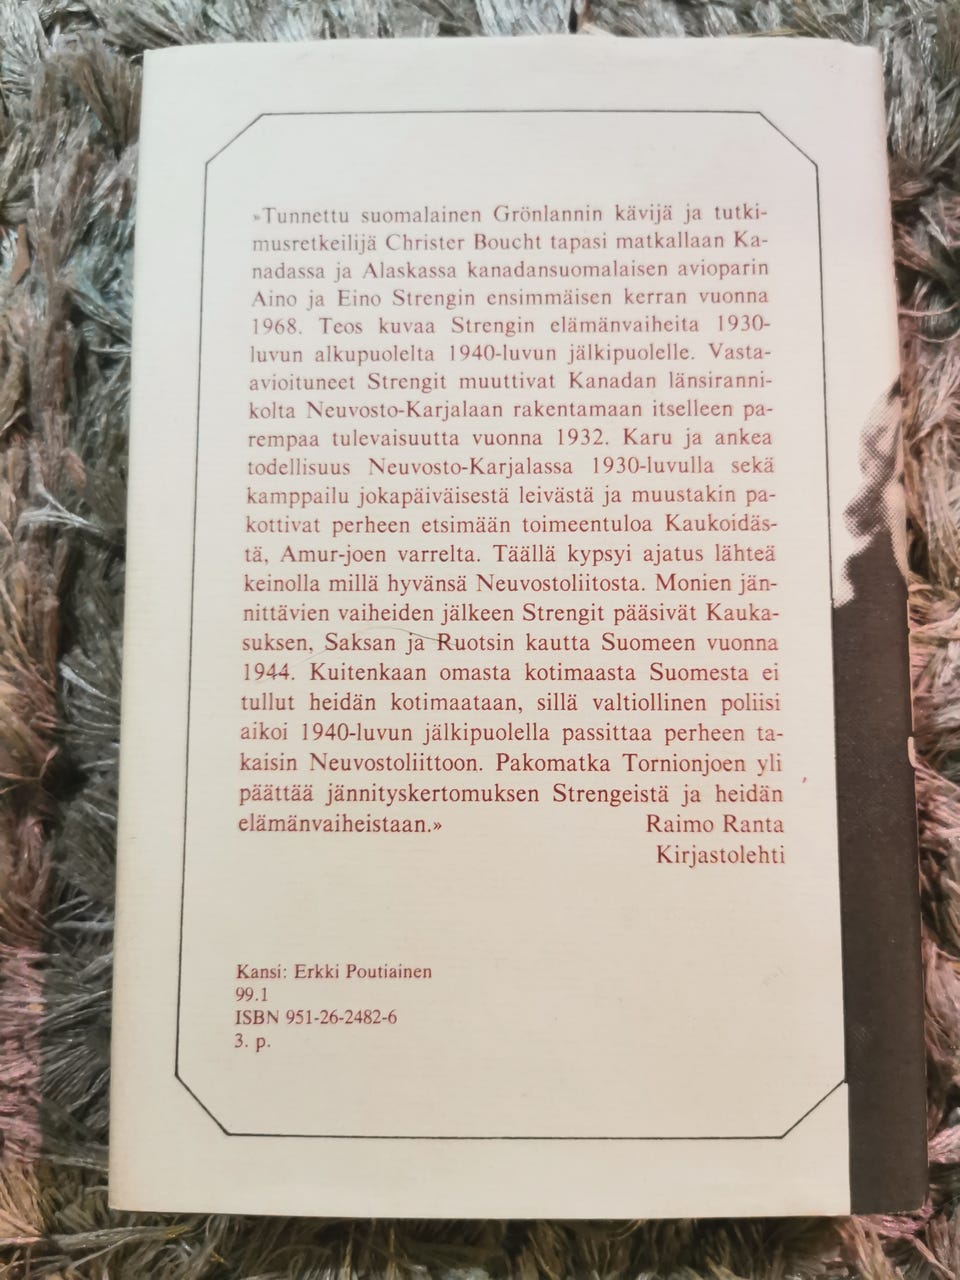 »Tunnettu suomalainen Grönlannin kävijä ja tutki-
musretkeilijä Christer Boucht tapasi matkallaan Ka-
nadassa ja Alaskassa kanadansuomalaisen avioparin
Aino ja Eino Strengin ensimmäisen kerran vuonna
1968. Teos kuvaa Strengin elämänvaiheita 1930-
luvun alkupuolelta 1940-luvun jälkipuolelle. Vasta-
avioituneet Strengit muuttivat Kanadan länsiranni-
kolta Neuvosto-Karjalaan rakentamaan itselleen pa-
rempaa tulevaisuutta vuonna 1932. Karu ja ankea
todellisuus Neuvosto-Karjalassa 1930-luvulla sekä
kamppailu jokapäiväisestä leivästä ja muustakin pa-
kottivat perheen etsimään toimeentuloa Kaukoidäs-
tä, Amur-joen varrelta. Täällä kypsyi ajatus lähteä
keinolla millä hyvänsä Neuvostoliitosta. Monien jän-
nittävien vaiheiden jälkeen Strengit pääsivät Kauka-
suksen, Saksan ja Ruotsin kautta Suomeen vuonna
1944. Kuitenkaan omasta kotimaasta Suomesta ei
tullut heidän kotimaataan, sillä valtiollinen poliisi
aikoi 1940-luvun jälkipuolella passittaa perheen ta-
kaisin Neuvostoliittoon. Pakomatka Tornionjoen yli
päättää jännityskertomuksen Strengeistä ja heidän
elämänvaiheistaan.» Raimo Ranta
Kirjastolehti
Kansi: Erkki Poutiainen
99.1
ISBN 951-26-2482-6
3. p.